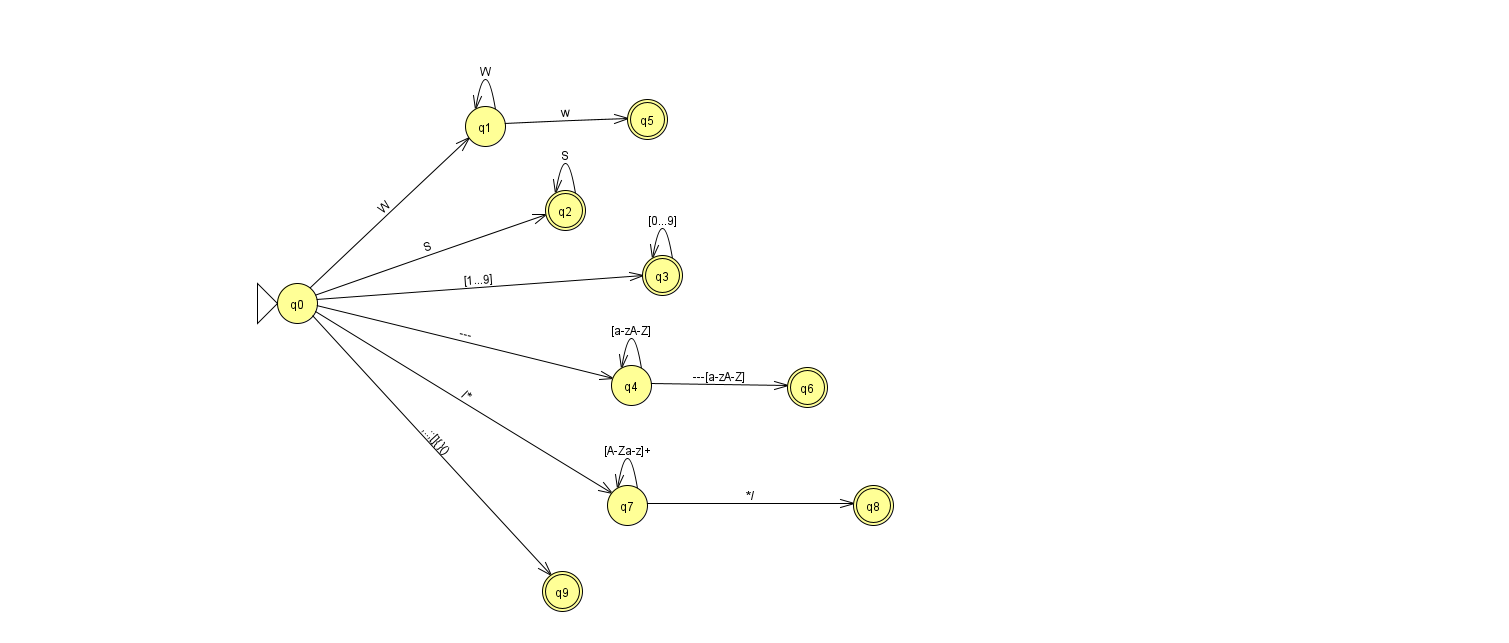 W
q1
w
q5
S
q2
W
[0...9]
S
q3
[1...9]
q0
---
[a-zA-Z]
q4
---[a-zA-Z]
q6
/*
[A-Za-z]+
q7
*/
q8
q9